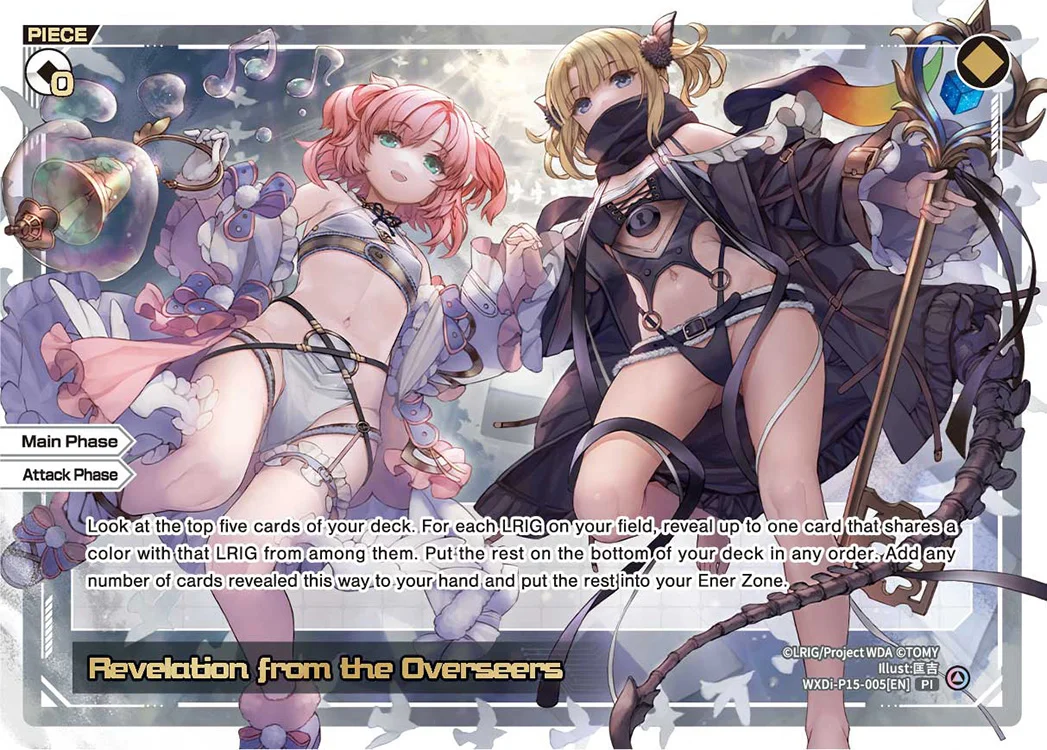 PIECE
0
Main Phase
Attack Phase
Look at the top five cards of your deck. For each LRIG on your field, reveal up to one card that shares a
color with that LRIG from among them. Put the rest on the bottom of your deck in any order. Add any
number of cards revealed this way to your hand and put the rest into your Ener Zone.
Revelation from the Overseers
©LRIG/Project WDA ©TOMY
Illust:匡吉
WXDi-P15-005[EN] PI